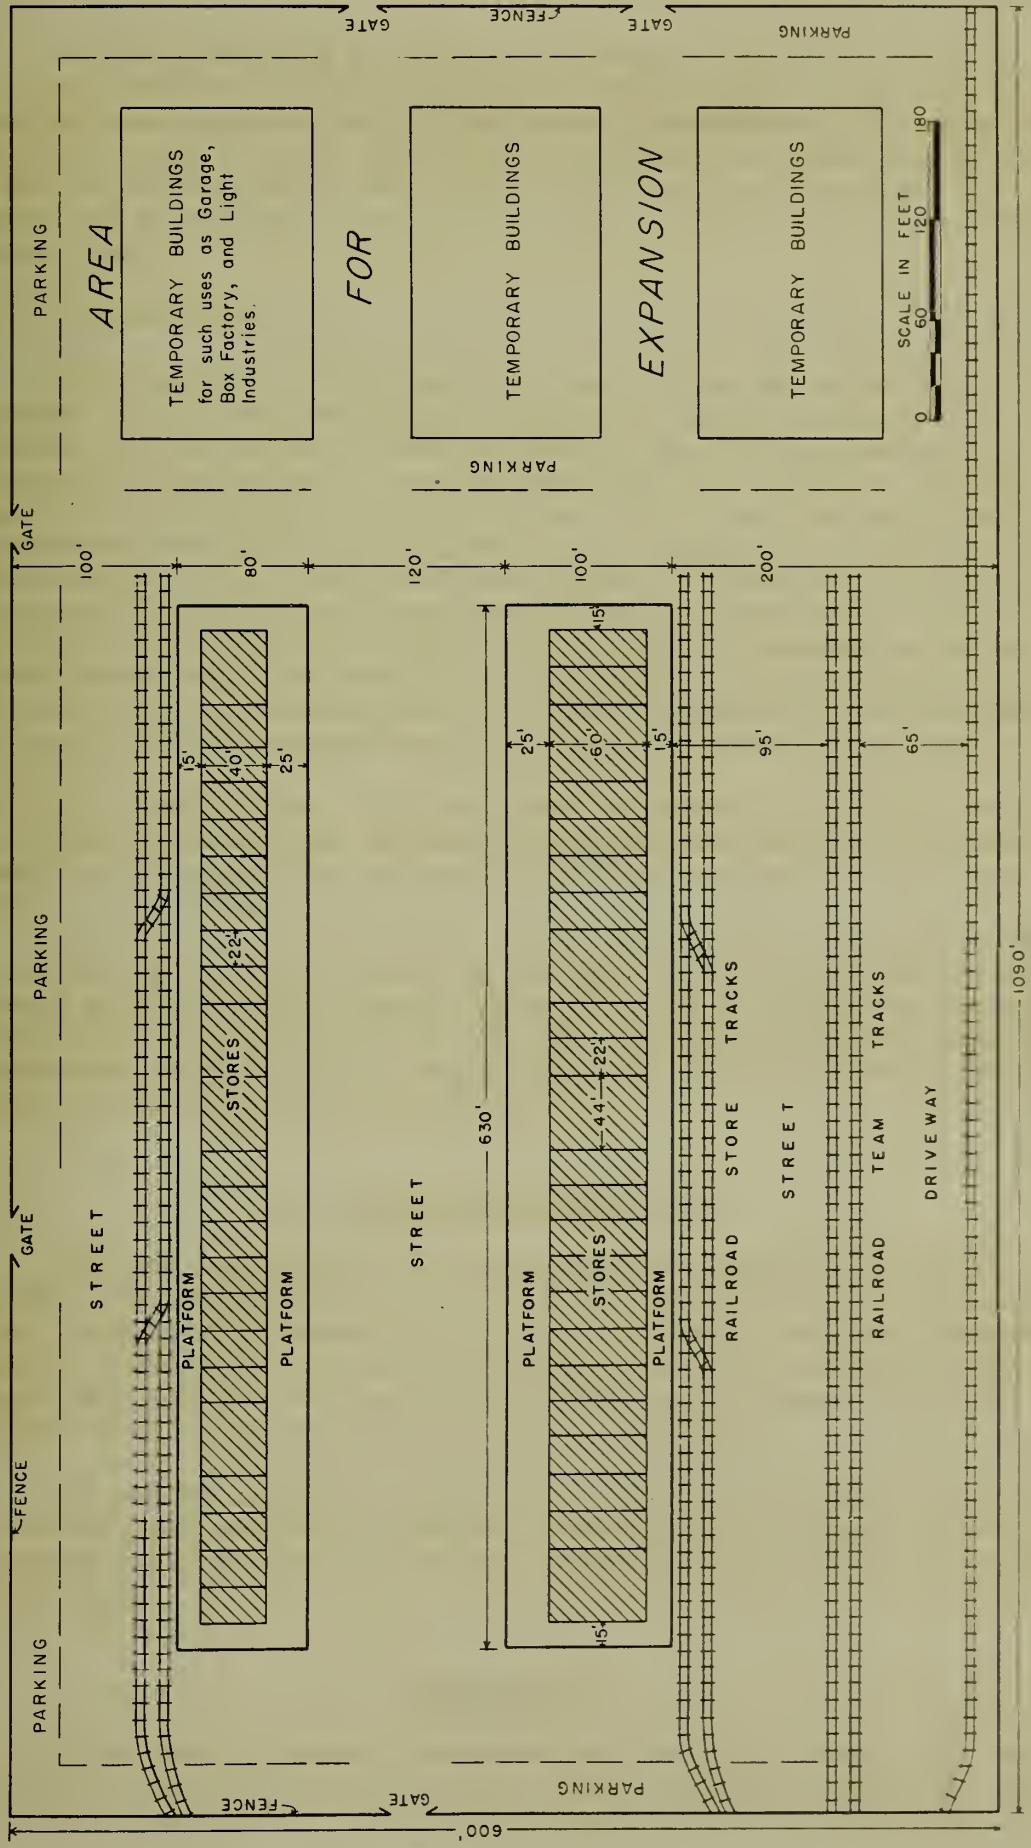 PARKING
PARKING
PARKING
FENCE
GATE
GATE
STREET
AREA
TEMPORARY BUILDINGS
for such uses as Garage,
Box Factory, and Light
Industries.
100'
80'
120'
100'
200'
PLATFORM
15'
40'
25'
22'
STORES
PLATFORM
FOR
STREET
630'
TEMPORARY BUILDINGS
PARKING
PLATFORM
25'
60'
15'
15'
15'
STORES
44'
22'
PLATFORM
EXPANSION
RAILROAD STORE TRACKS
95'
STREET
TEMPORARY BUILDINGS
RAILROAD TEAM TRACKS
65'
DRIVEWAY
SCALE IN FEET
0 60 120 180
1090'
600'
FENCE
GATE
PARKING
GATE
FENCE
GATE
PARKING